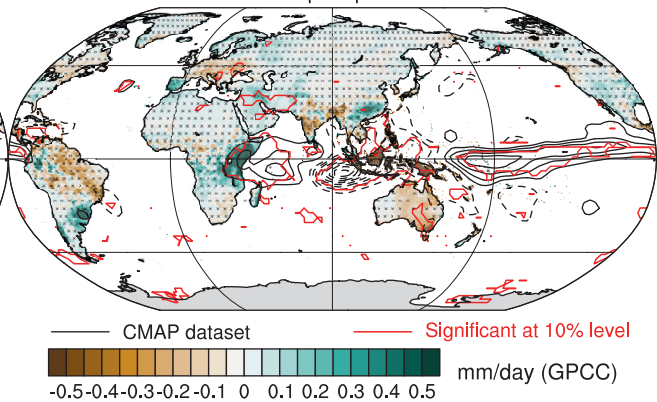 CMAP dataset
Significant at 10% level
mm/day (GPCC)
-0.5 -0.4 -0.3 -0.2 -0.1 0 0.1 0.2 0.3 0.4 0.5